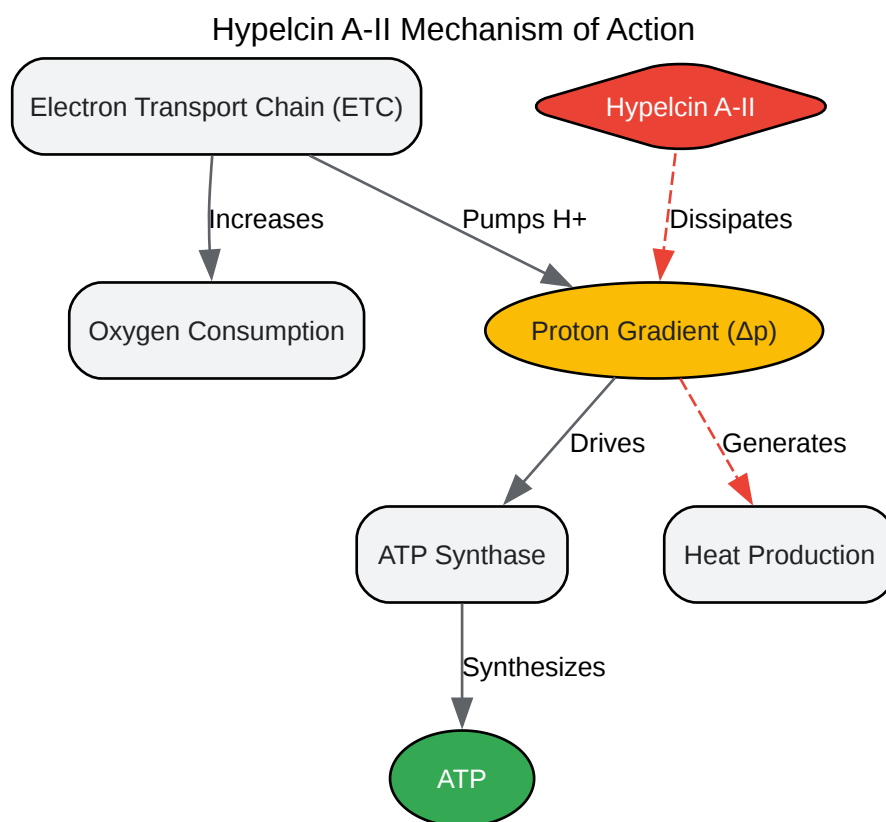 Hypelcin A-II Mechanism of Action
Electron Transport Chain (ETC)
Hypelcin A-II
Increases
Pumps H+
Dissipates
Oxygen Consumption
Proton Gradient (Δp)
Drives
Generates
ATP Synthase
Heat Production
Synthesizes
ATP